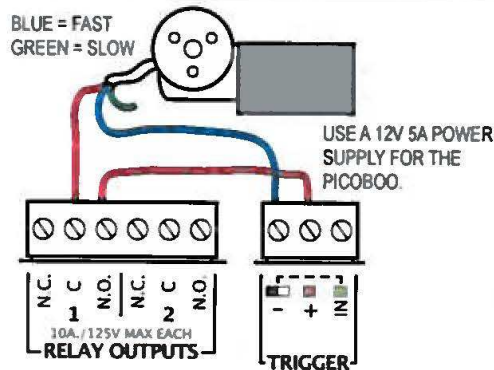 BLUE = FAST
GREEN = SLOW
USE A 12V 5A POWER
SUPPLY FOR THE
PICOBOO.
N.C. C N.O. N.C. C N.O.
1 2
10A./125V MAX EACH
RELAY OUTPUTS
- + IN
TRIGGER